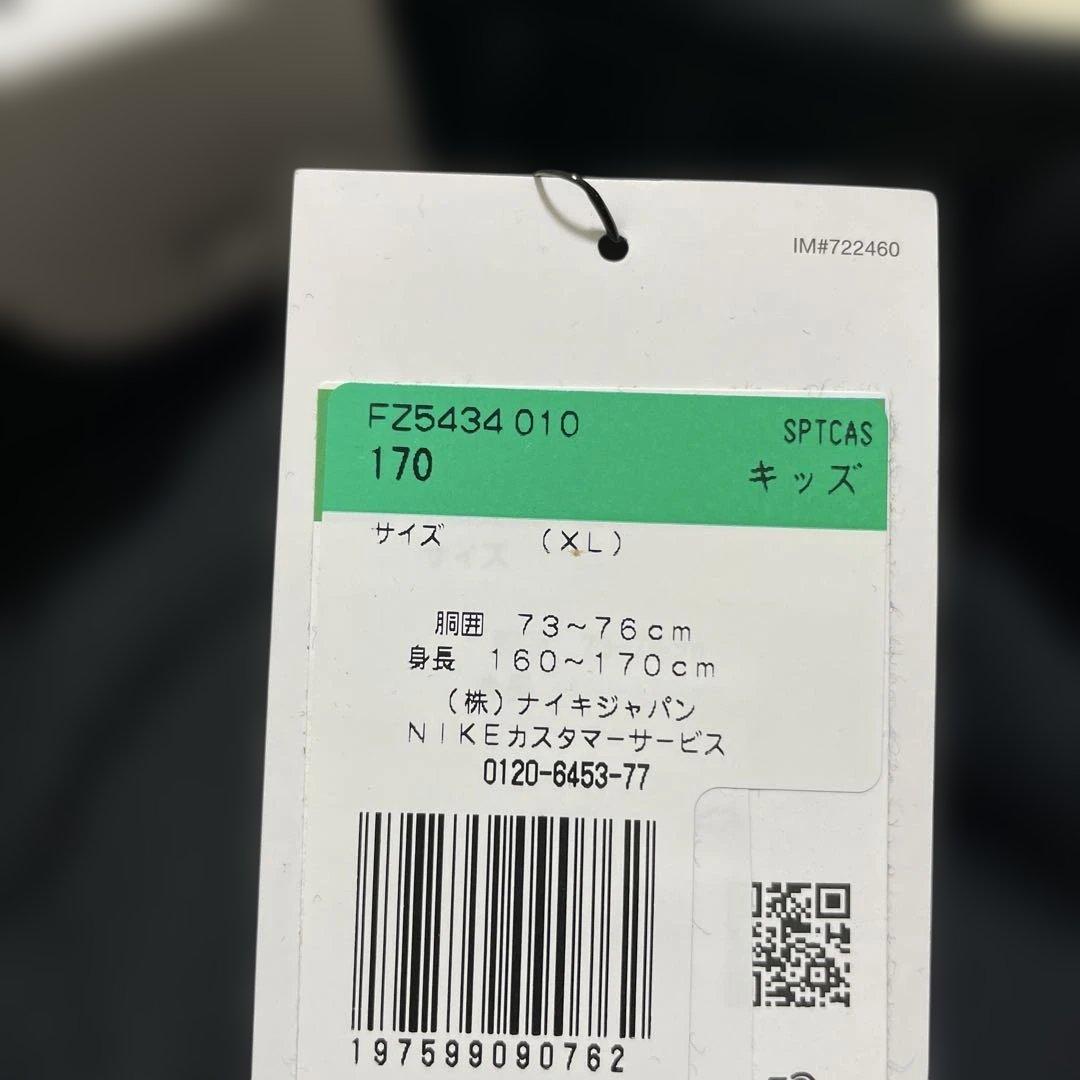 IM#722460
FZ5434 010 SPTCAS
170 キッズ
サイズ （XL）
胴囲 73～76cm
身長 160～170cm
（株）ナイキジャパン
NIKEカスタマーサービス
0120-6453-77
197599090762